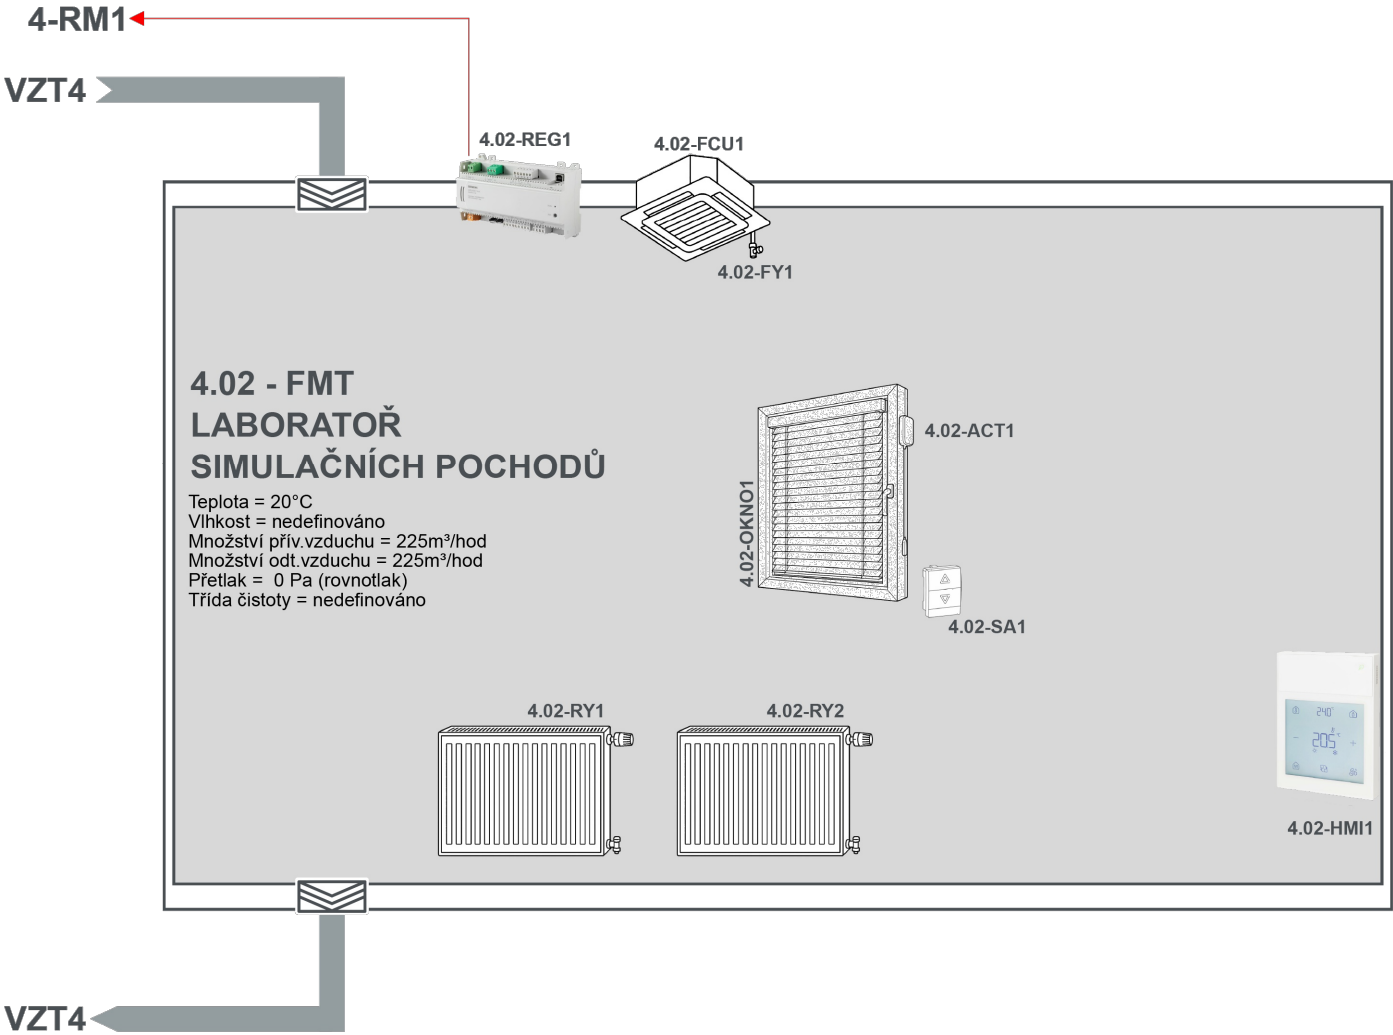 4-RM1
VZT4
4.02-REG1
4.02-FCU1
4.02-FY1
4.02 - FMT
LABORATOŘ
SIMULAČNÍCH POCHODŮ
Teplota = 20°C
Vlhkost = nedefinováno
Množství přív.vzduchu = 225m³/hod
Množství odt.vzduchu = 225m³/hod
Přetlak = 0 Pa (rovnotlak)
Třída čistoty = nedefinováno
4.02-ACT1
4.02-OKNO1
4.02-SA1
4.02-RY1
4.02-RY2
240°
20.5
4.02-HMI1
VZT4